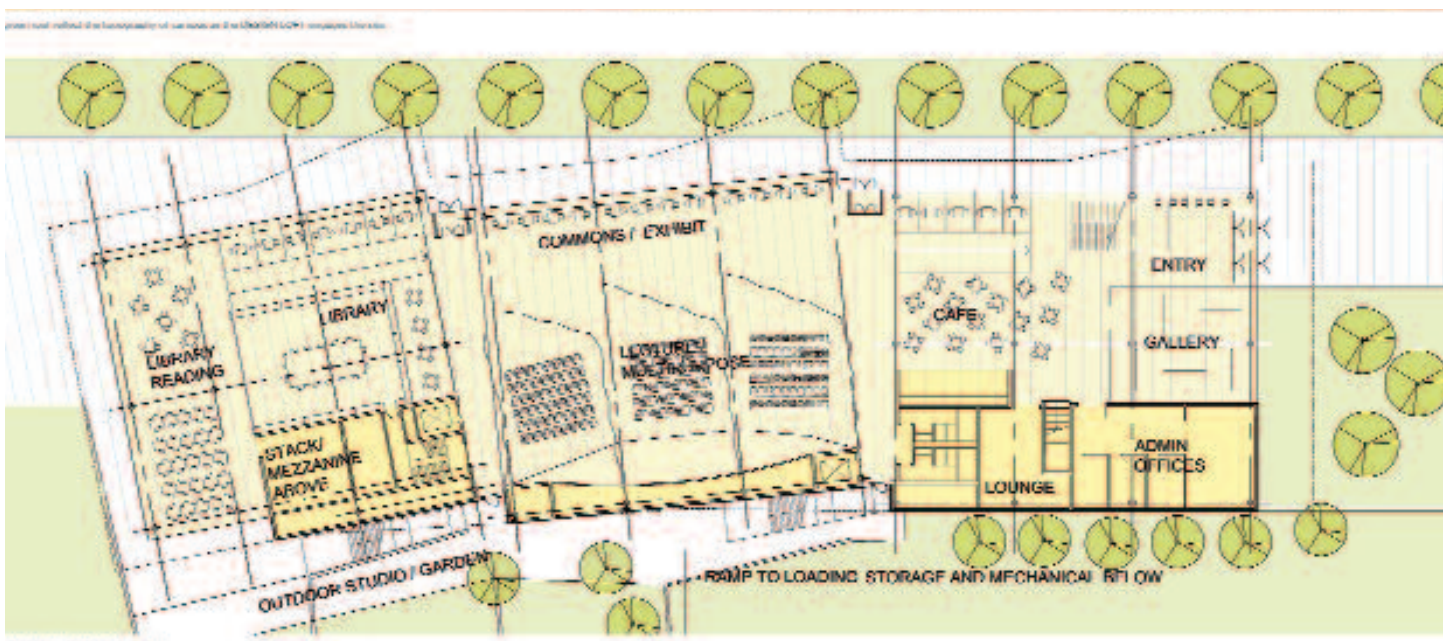 COMMONS / EXHIBIT
ENTRY
LIBRARY
CAFE
GALLERY
LIBRARY
READING
LECTURE/
MULTIPURPOSE
STACK/
MEZZANINE
ABOVE
ADMIN
OFFICES
LOUNGE
OUTDOOR STUDIO / GARDEN
RAMP TO LOADING STORAGE AND MECHANICAL BELOW